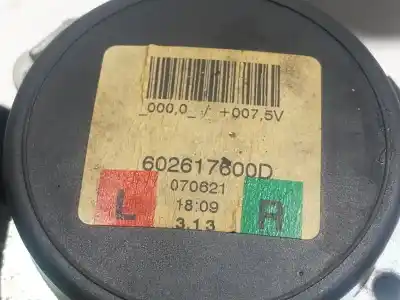 _000,0_ / +007,5V
602617600D
070621
L 18:09 R
3.13